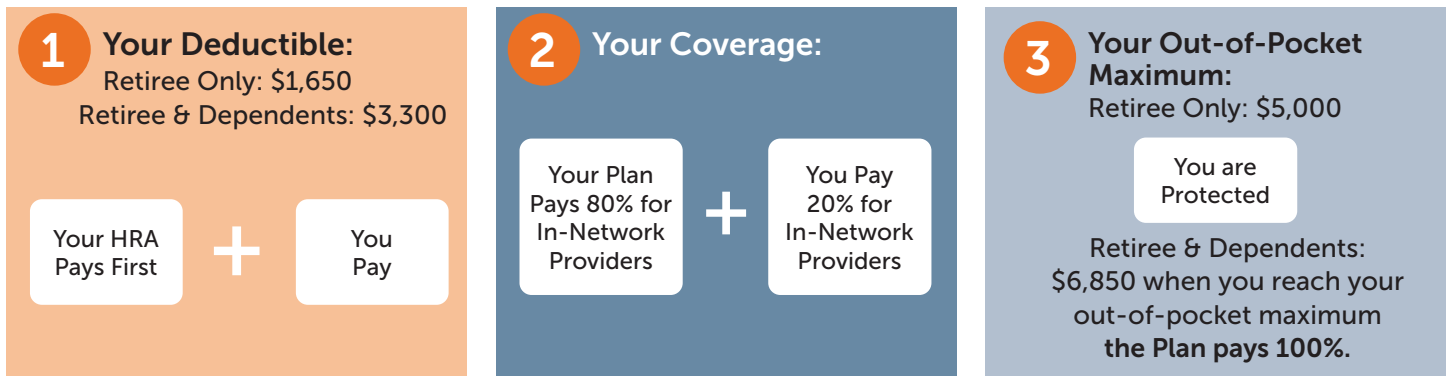 1
Your Deductible:
Retiree Only: $1,650
Retiree & Dependents: $3,300
Your HRA
Pays First
+
You
Pay
2
Your Coverage:
Your Plan
Pays 80% for
In-Network
Providers
+
You Pay
20% for
In-Network
Providers
3
Your Out-of-Pocket
Maximum:
Retiree Only: $5,000
You are
Protected
Retiree & Dependents:
$6,850 when you reach your
out-of-pocket maximum
the Plan pays 100%.